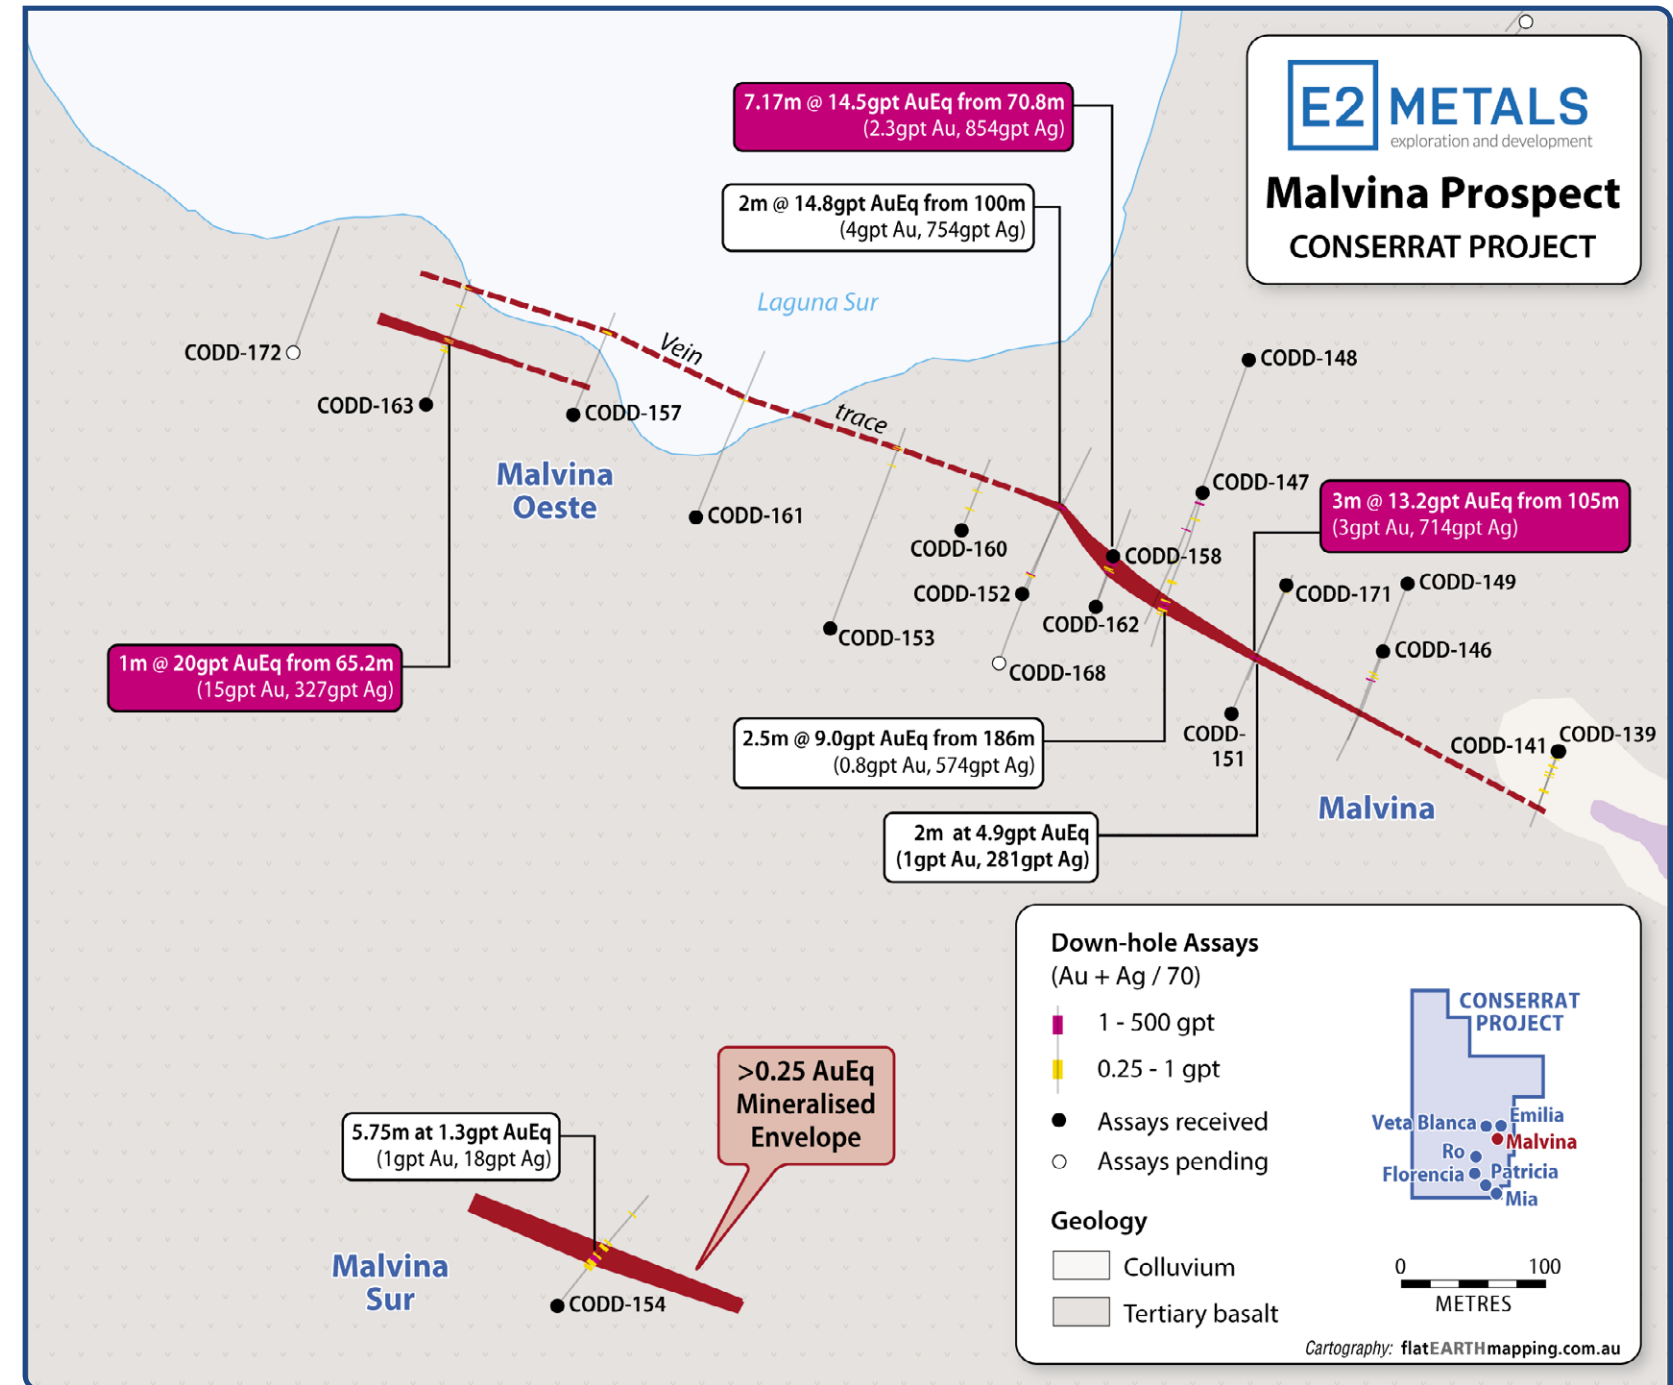 E2 METALS
exploration and development
Malvina Prospect
CONSERRAT PROJECT
7.17m @ 14.5gpt AuEq from 70.8m
(2.3gpt Au, 854gpt Ag)
2m @ 14.8gpt AuEq from 100m
(4gpt Au, 754gpt Ag)
Laguna Sur
Vein
trace
CODD-172
CODD-163
CODD-157
CODD-148
Malvina
Oeste
CODD-161
CODD-147
3m @ 13.2gpt AuEq from 105m
(3gpt Au, 714gpt Ag)
CODD-160
CODD-158
CODD-152
CODD-162
CODD-171
CODD-149
CODD-153
CODD-168
CODD-146
1m @ 20gpt AuEq from 65.2m
(15gpt Au, 327gpt Ag)
2.5m @ 9.0gpt AuEq from 186m
(0.8gpt Au, 574gpt Ag)
CODD-
151
CODD-141
CODD-139
Malvina
2m at 4.9gpt AuEq
(1gpt Au, 281gpt Ag)
>0.25 AuEq
Mineralised
Envelope
5.75m at 1.3gpt AuEq
(1gpt Au, 18gpt Ag)
Malvina
Sur
CODD-154
Down-hole Assays
(Au + Ag / 70)
1 - 500 gpt
0.25 - 1 gpt
Assays received
Assays pending
Geology
Colluvium
Tertiary basalt
CONSERRAT
PROJECT
Veta Blanca
Emilia
Malvina
Ro
Florencia
Patricia
Mia
0 100
METRES
Cartography: flatEARTHmapping.com.au